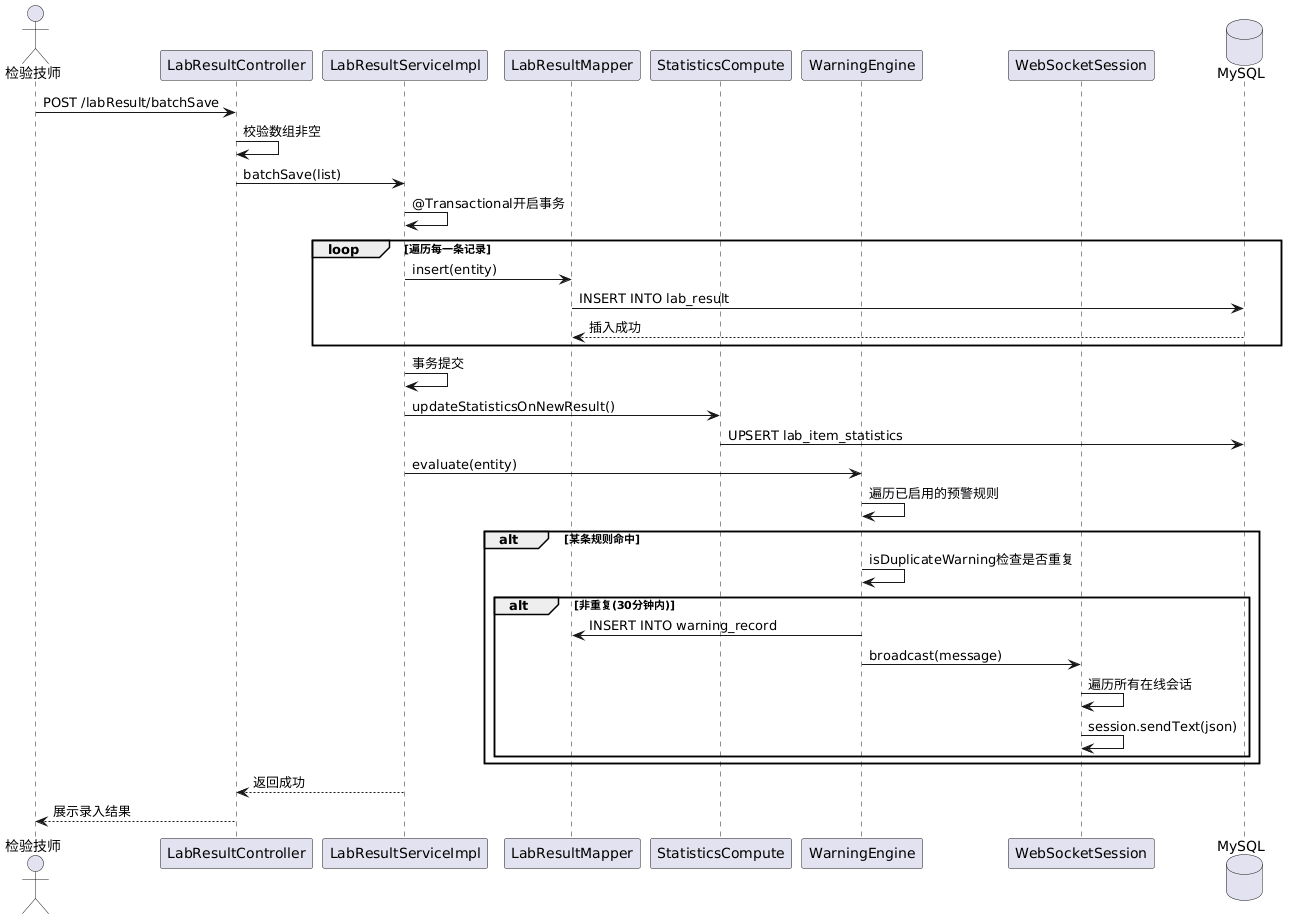 检验技师
LabResultController
LabResultServiceImpl
LabResultMapper
StatisticsCompute
WarningEngine
WebSocketSession
MySQL
POST /labResult/batchSave
校验数组非空
batchSave(list)
@Transactional开启事务
loop [遍历每一条记录]
insert(entity)
INSERT INTO lab_result
插入成功
事务提交
updateStatisticsOnNewResult()
UPSERT lab_item_statistics
evaluate(entity)
遍历已启用的预警规则
alt [某条规则命中]
isDuplicateWarning检查是否重复
alt [非重复(30分钟内)]
INSERT INTO warning_record
broadcast(message)
遍历所有在线会话
session.sendText(json)
返回成功
展示录入结果
检验技师
LabResultController
LabResultServiceImpl
LabResultMapper
StatisticsCompute
WarningEngine
WebSocketSession
MySQL